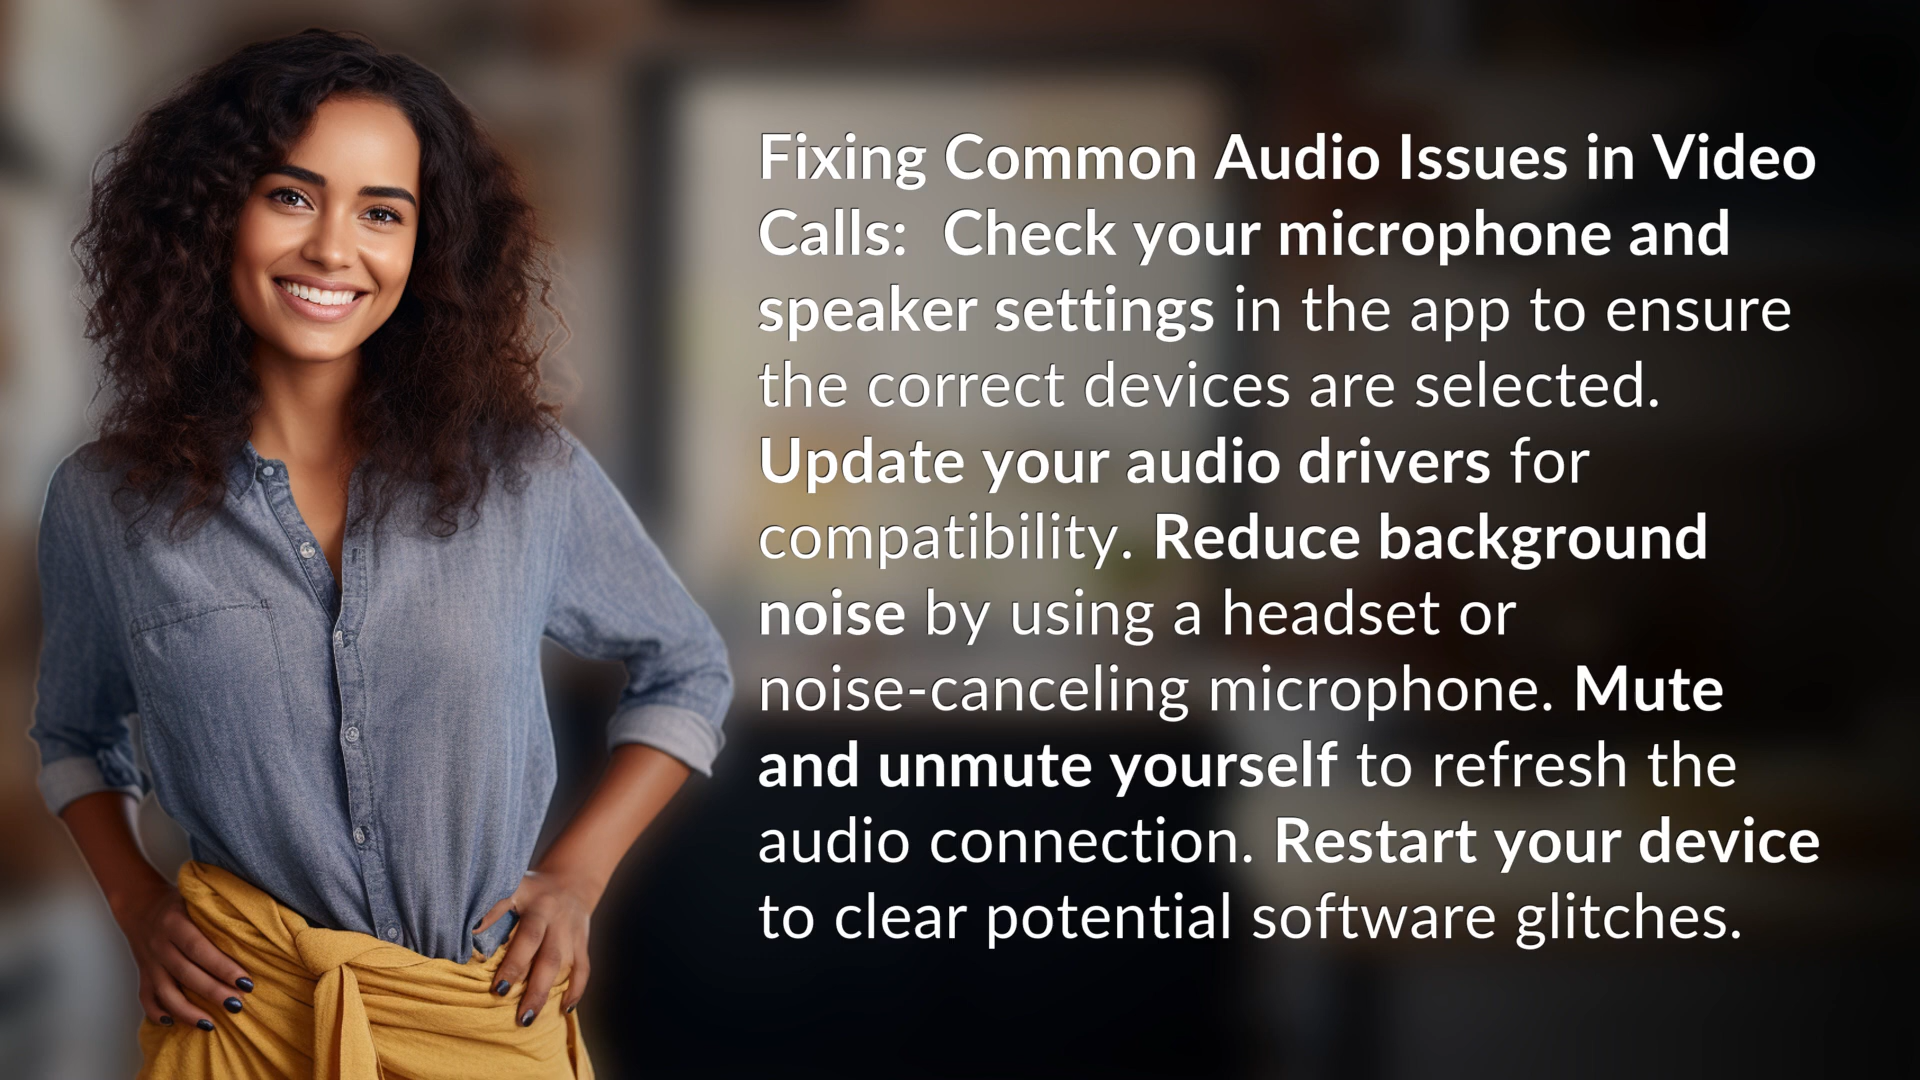 Fixing Common Audio Issues in Video
Calls:  Check your microphone and
speaker settings in the app to ensure
the correct devices are selected.
Update your audio drivers for
compatibility. Reduce background
noise by using a headset or
noise-canceling microphone. Mute
and unmute yourself to refresh the
audio connection. Restart your device
to clear potential software glitches.